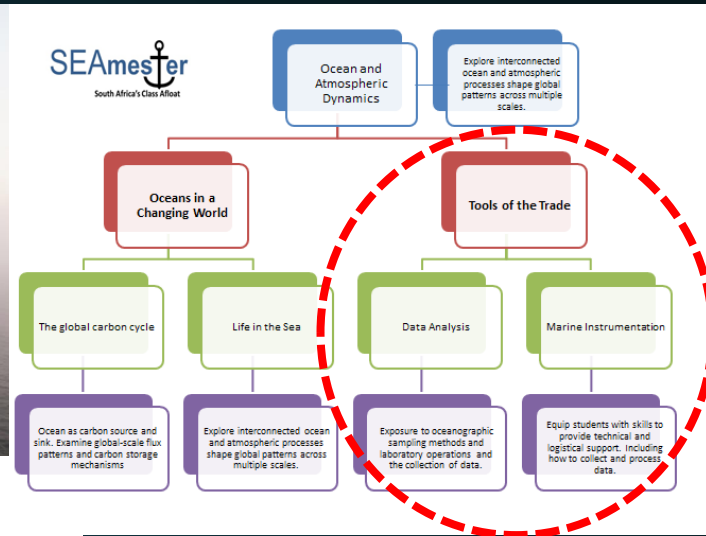 SEAmester
South Africa's Class Afloat
Ocean and
Atmospheric
Dynamics
Explore interconnected
ocean and atmospheric
processes shape global
patterns across multiple
scales.
Oceans in a
Changing World
Tools of the Trade
The global carbon cycle
Life in the Sea
Data Analysis
Marine Instrumentation
Ocean as carbon source and
sink. Examine global-scale flux
patterns and carbon storage
mechanisms
Explore interconnected ocean
and atmospheric processes
shape global patterns across
multiple scales.
Exposure to oceanographic
sampling methods and
laboratory operations and
the collection of data.
Equip students with skills to
provide technical and
logistical support. Including
how to collect and process
data.